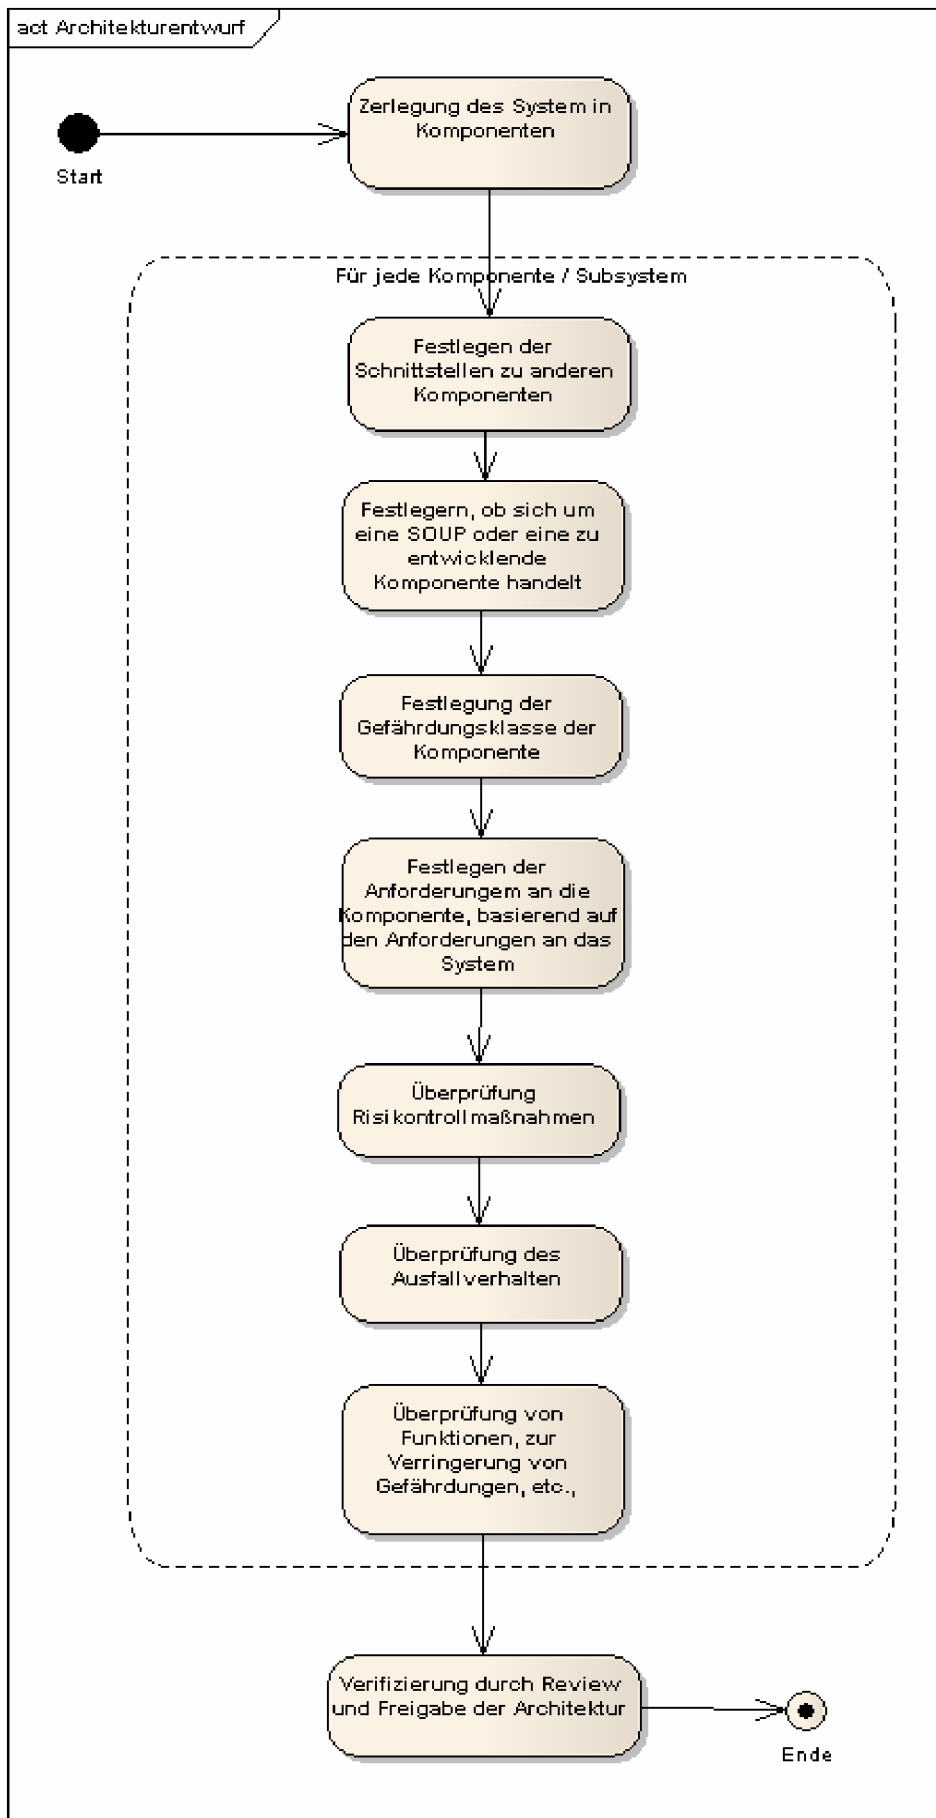 act Architekturentwurf
Zerlegung des System in
Komponenten
Start
Für jede Komponente / Subsystem
Festlegen der
Schnittstellen zu anderen
Komponenten
Festlegern, ob sich um
eine SOUP oder eine zu
entwicklende
Komponente handelt
Festlegung der
Gefährdungsklasse der
Komponente
Festlegen der
Anforderungem an die
Komponente, basierend auf
den Anforderungen an das
System
Überprüfung
Risikontrollmaßnahmen
Überprüfung des
Ausfallverhalten
Überprüfung von
Funktionen, zur
Verringerung von
Gefährdungen, etc.,
Verifizierung durch Review
und Freigabe der Architektur
Ende